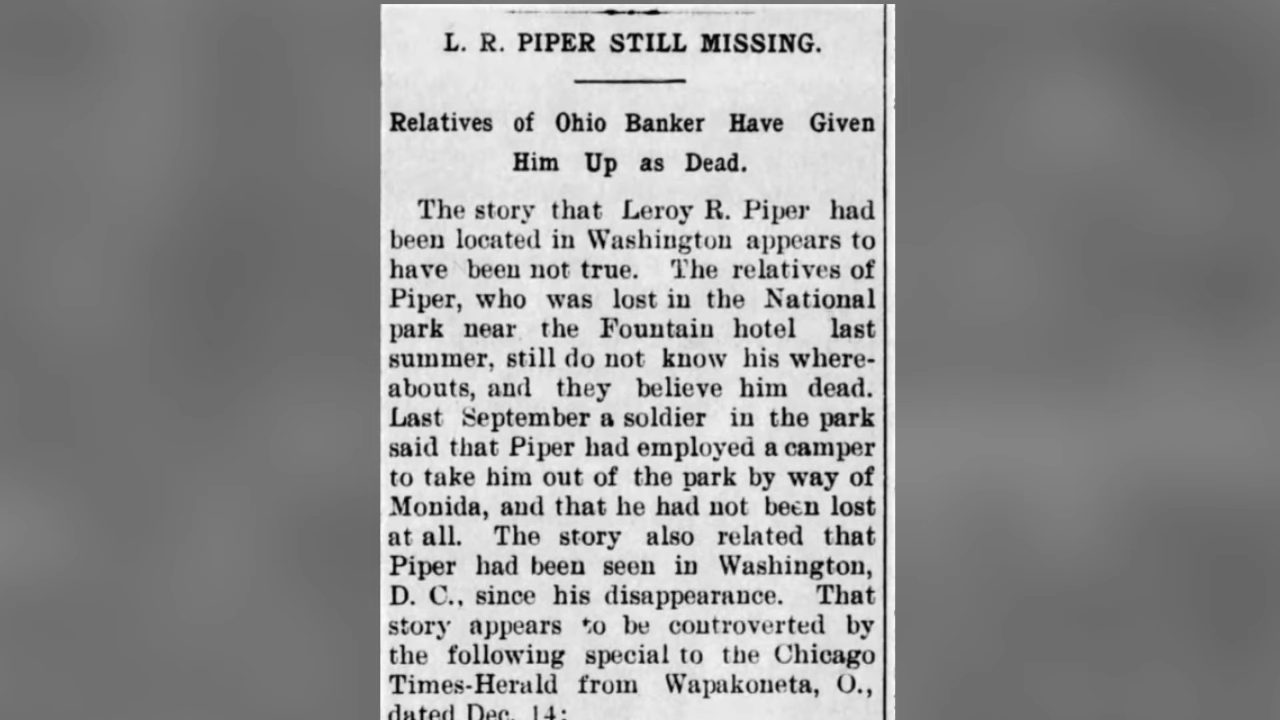 L. R. PIPER STILL MISSING.
Relatives of Ohio Banker Have Given
Him Up as Dead.
The story that Leroy R. Piper had
been located in Washington appears to
have been not true. The relatives of
Piper, who was lost in the National
park near the Fountain hotel last
summer, still do not know his where-
abouts, and they believe him dead.
Last September a soldier in the park
said that Piper had employed a camper
to take him out of the park by way of
Monida, and that he had not been lost
at all. The story also related that
Piper had been seen in Washington,
D. C., since his disappearance. That
story appears to be controverted by
the following special to the Chicago
Times-Herald from Wapakoneta, O.,
dated Dec. 14: